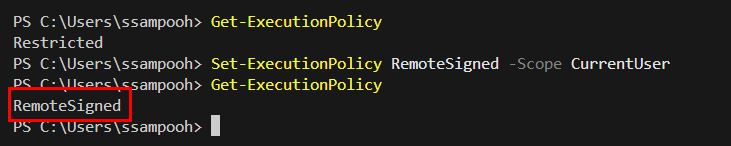 PS C:\Users\ssampooh> Get-ExecutionPolicy
Restricted
PS C:\Users\ssampooh> Set-ExecutionPolicy RemoteSigned -Scope CurrentUser
PS C:\Users\ssampooh> Get-ExecutionPolicy
RemoteSigned
PS C:\Users\ssampooh>